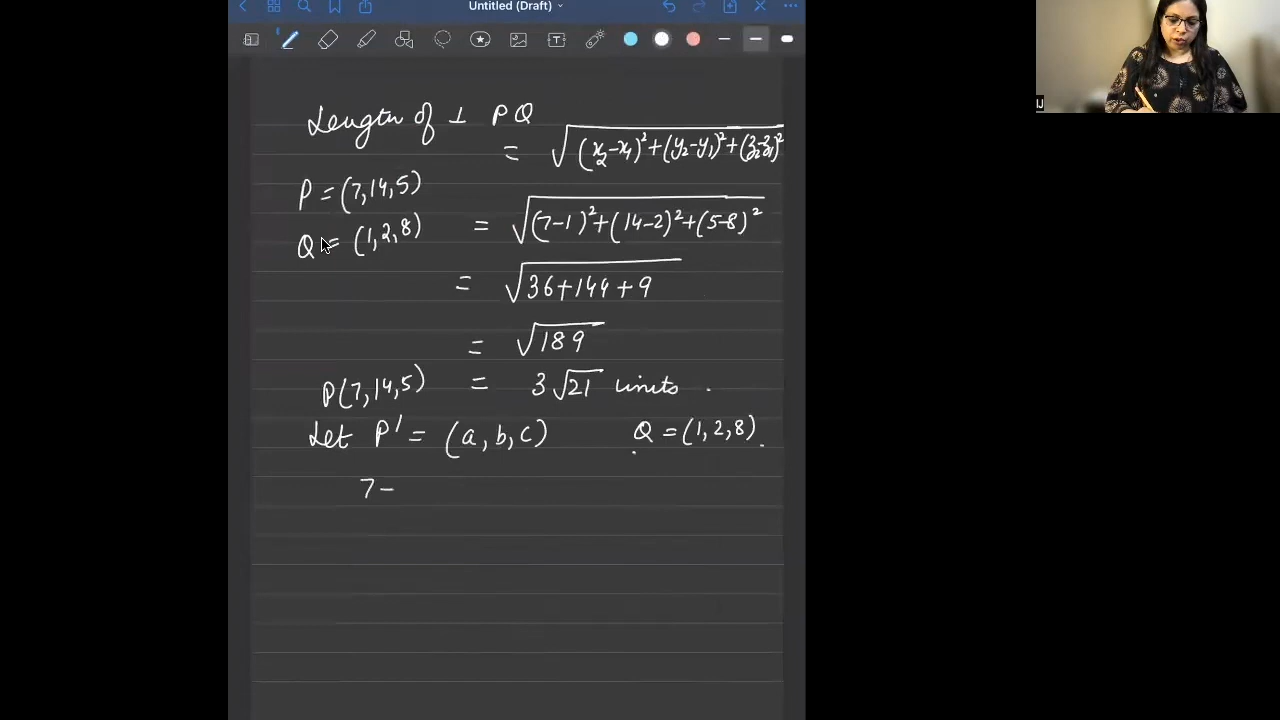 Untitled (Draft)
Length of ⊥ PQ
= √(x₂-x₁)²+(y₂-y₁)²+(z₂-z₁)²
P = (7,14,5)
Q = (1,2,8) = √(7-1)²+(14-2)²+(5-8)²
= √36+144+9
= √189
P(7,14,5) = 3√21 units.
Let P' = (a,b,c) Q = (1,2,8).
7-
IJ